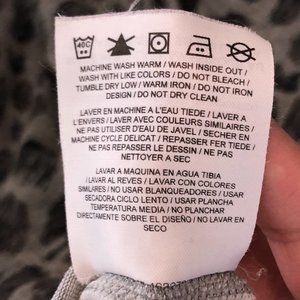 40C
MACHINE WASH WARM / WASH INSIDE OUT /
WASH WITH LIKE COLORS / DO NOT BLEACH /
TUMBLE DRY LOW / WARM IRON / DO NOT IRON
DESIGN / DO NOT DRY CLEAN
LAVER EN MACHINE A L'EAU TIEDE / LAVER A
L'ENVERS / LAVER AVEC COULEURS SIMILAIRES /
NE PAS UTILISER D'EAU DE JAVEL / SECHER EN
MACHINE CYCLE DELICAT / REPASSER FER TIEDE /
NE PAS REPASSER LE DESSIN / NE PAS
NETTOYER A SEC
LAVAR A MAQUINA EN AGUA TIBIA
/ LAVAR AL REVES / LAVAR CON COLORES
SIMILARES / NO USAR BLANQUEADORES / USAR
SECADORA CICLO LENTO / USAR PLANCHA
TEMPERATURA MEDIA / NO PLANCHAR
DIRECTAMENTE SOBRE EL DISEÑO / NO LAVAR EN
SECO